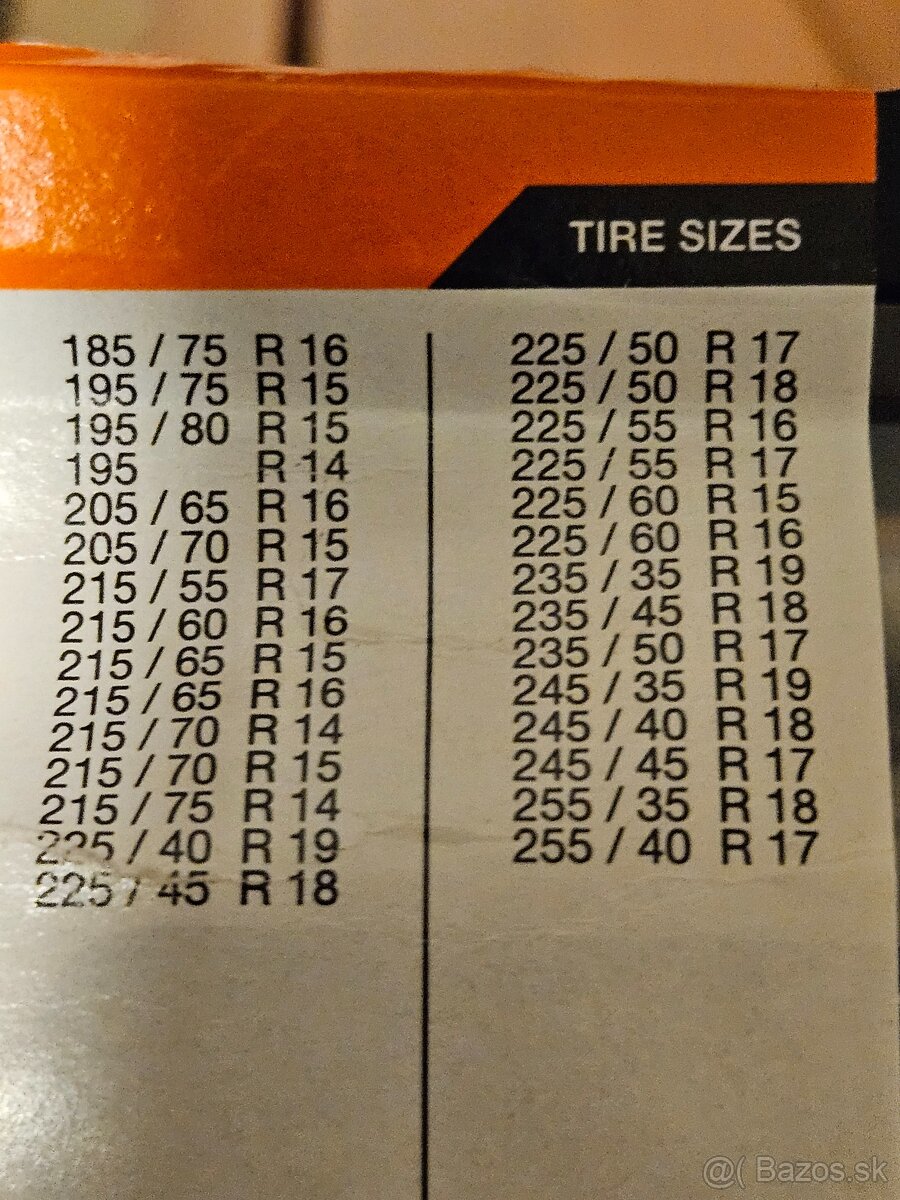 TIRE SIZES
185 / 75 R 16
195 / 75 R 15
195 / 80 R 15
195 R 14
205 / 65 R 16
205 / 70 R 15
215 / 55 R 17
215 / 60 R 16
215 / 65 R 15
215 / 65 R 16
215 / 70 R 14
215 / 70 R 15
215 / 75 R 14
225 / 40 R 19
225 / 45 R 18
225 / 50 R 17
225 / 50 R 18
225 / 55 R 16
225 / 55 R 17
225 / 60 R 15
225 / 60 R 16
235 / 35 R 19
235 / 45 R 18
235 / 50 R 17
245 / 35 R 19
245 / 40 R 18
245 / 45 R 17
255 / 35 R 18
255 / 40 R 17
@( Bazos.sk